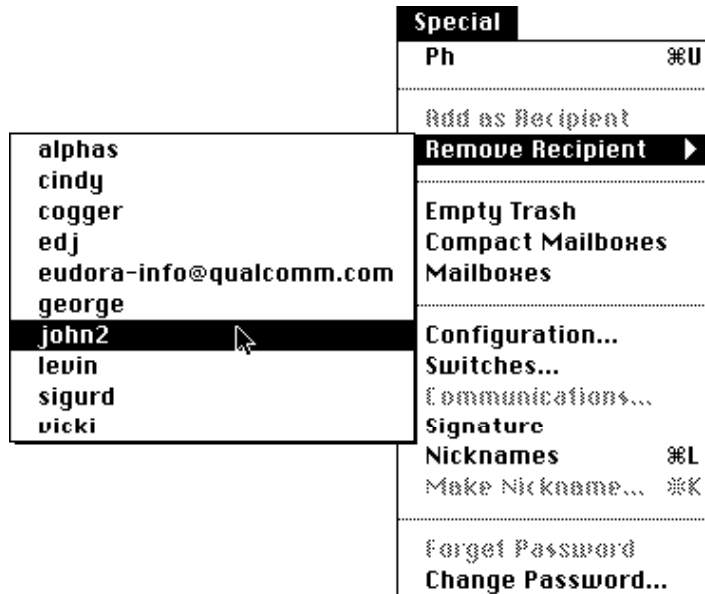 Special
Ph ⌘U
Add as Recipient
Remove Recipient
Empty Trash
Compact Mailboxes
Mailboxes
Configuration...
Switches...
Communications...
Signature
Nicknames ⌘L
Make Nickname... ⌘K
Forget Password
Change Password...
alphas
cindy
cogger
edj
eudora-info@qualcomm.com
george
john2
levin
sigurd
vicki